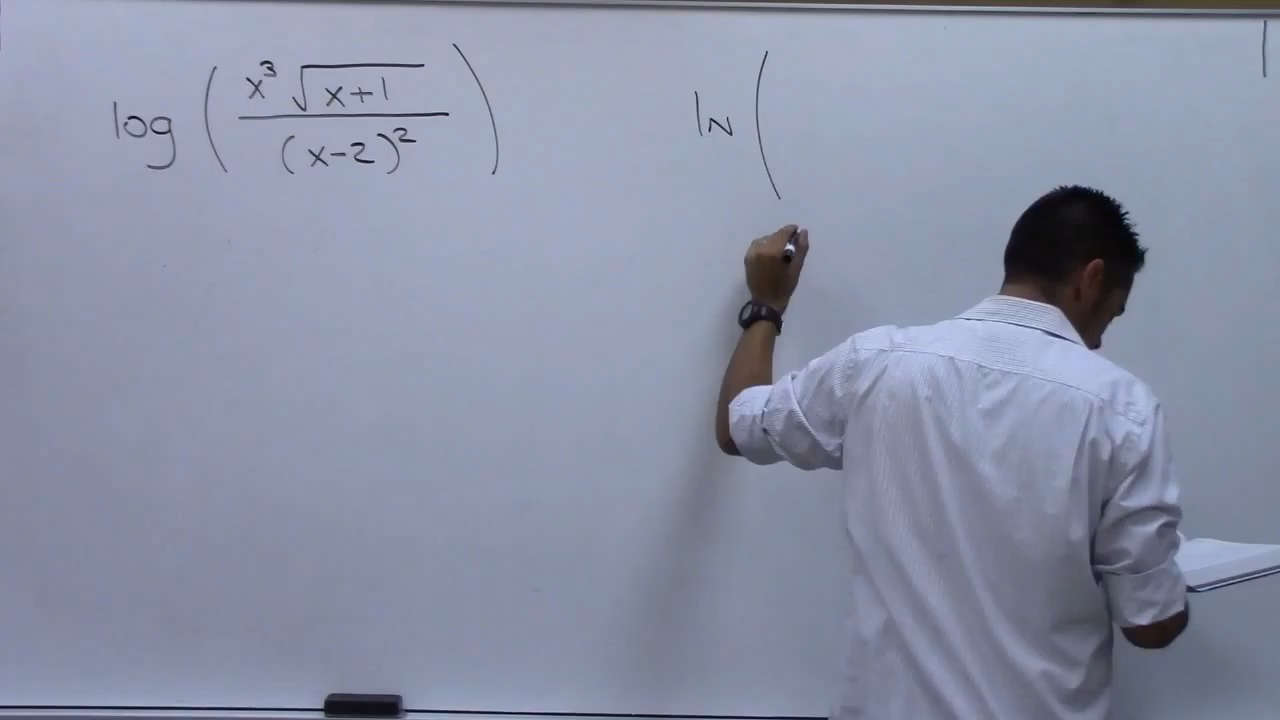 log ( x³ √(x+1) / (x-2)² )
ln (